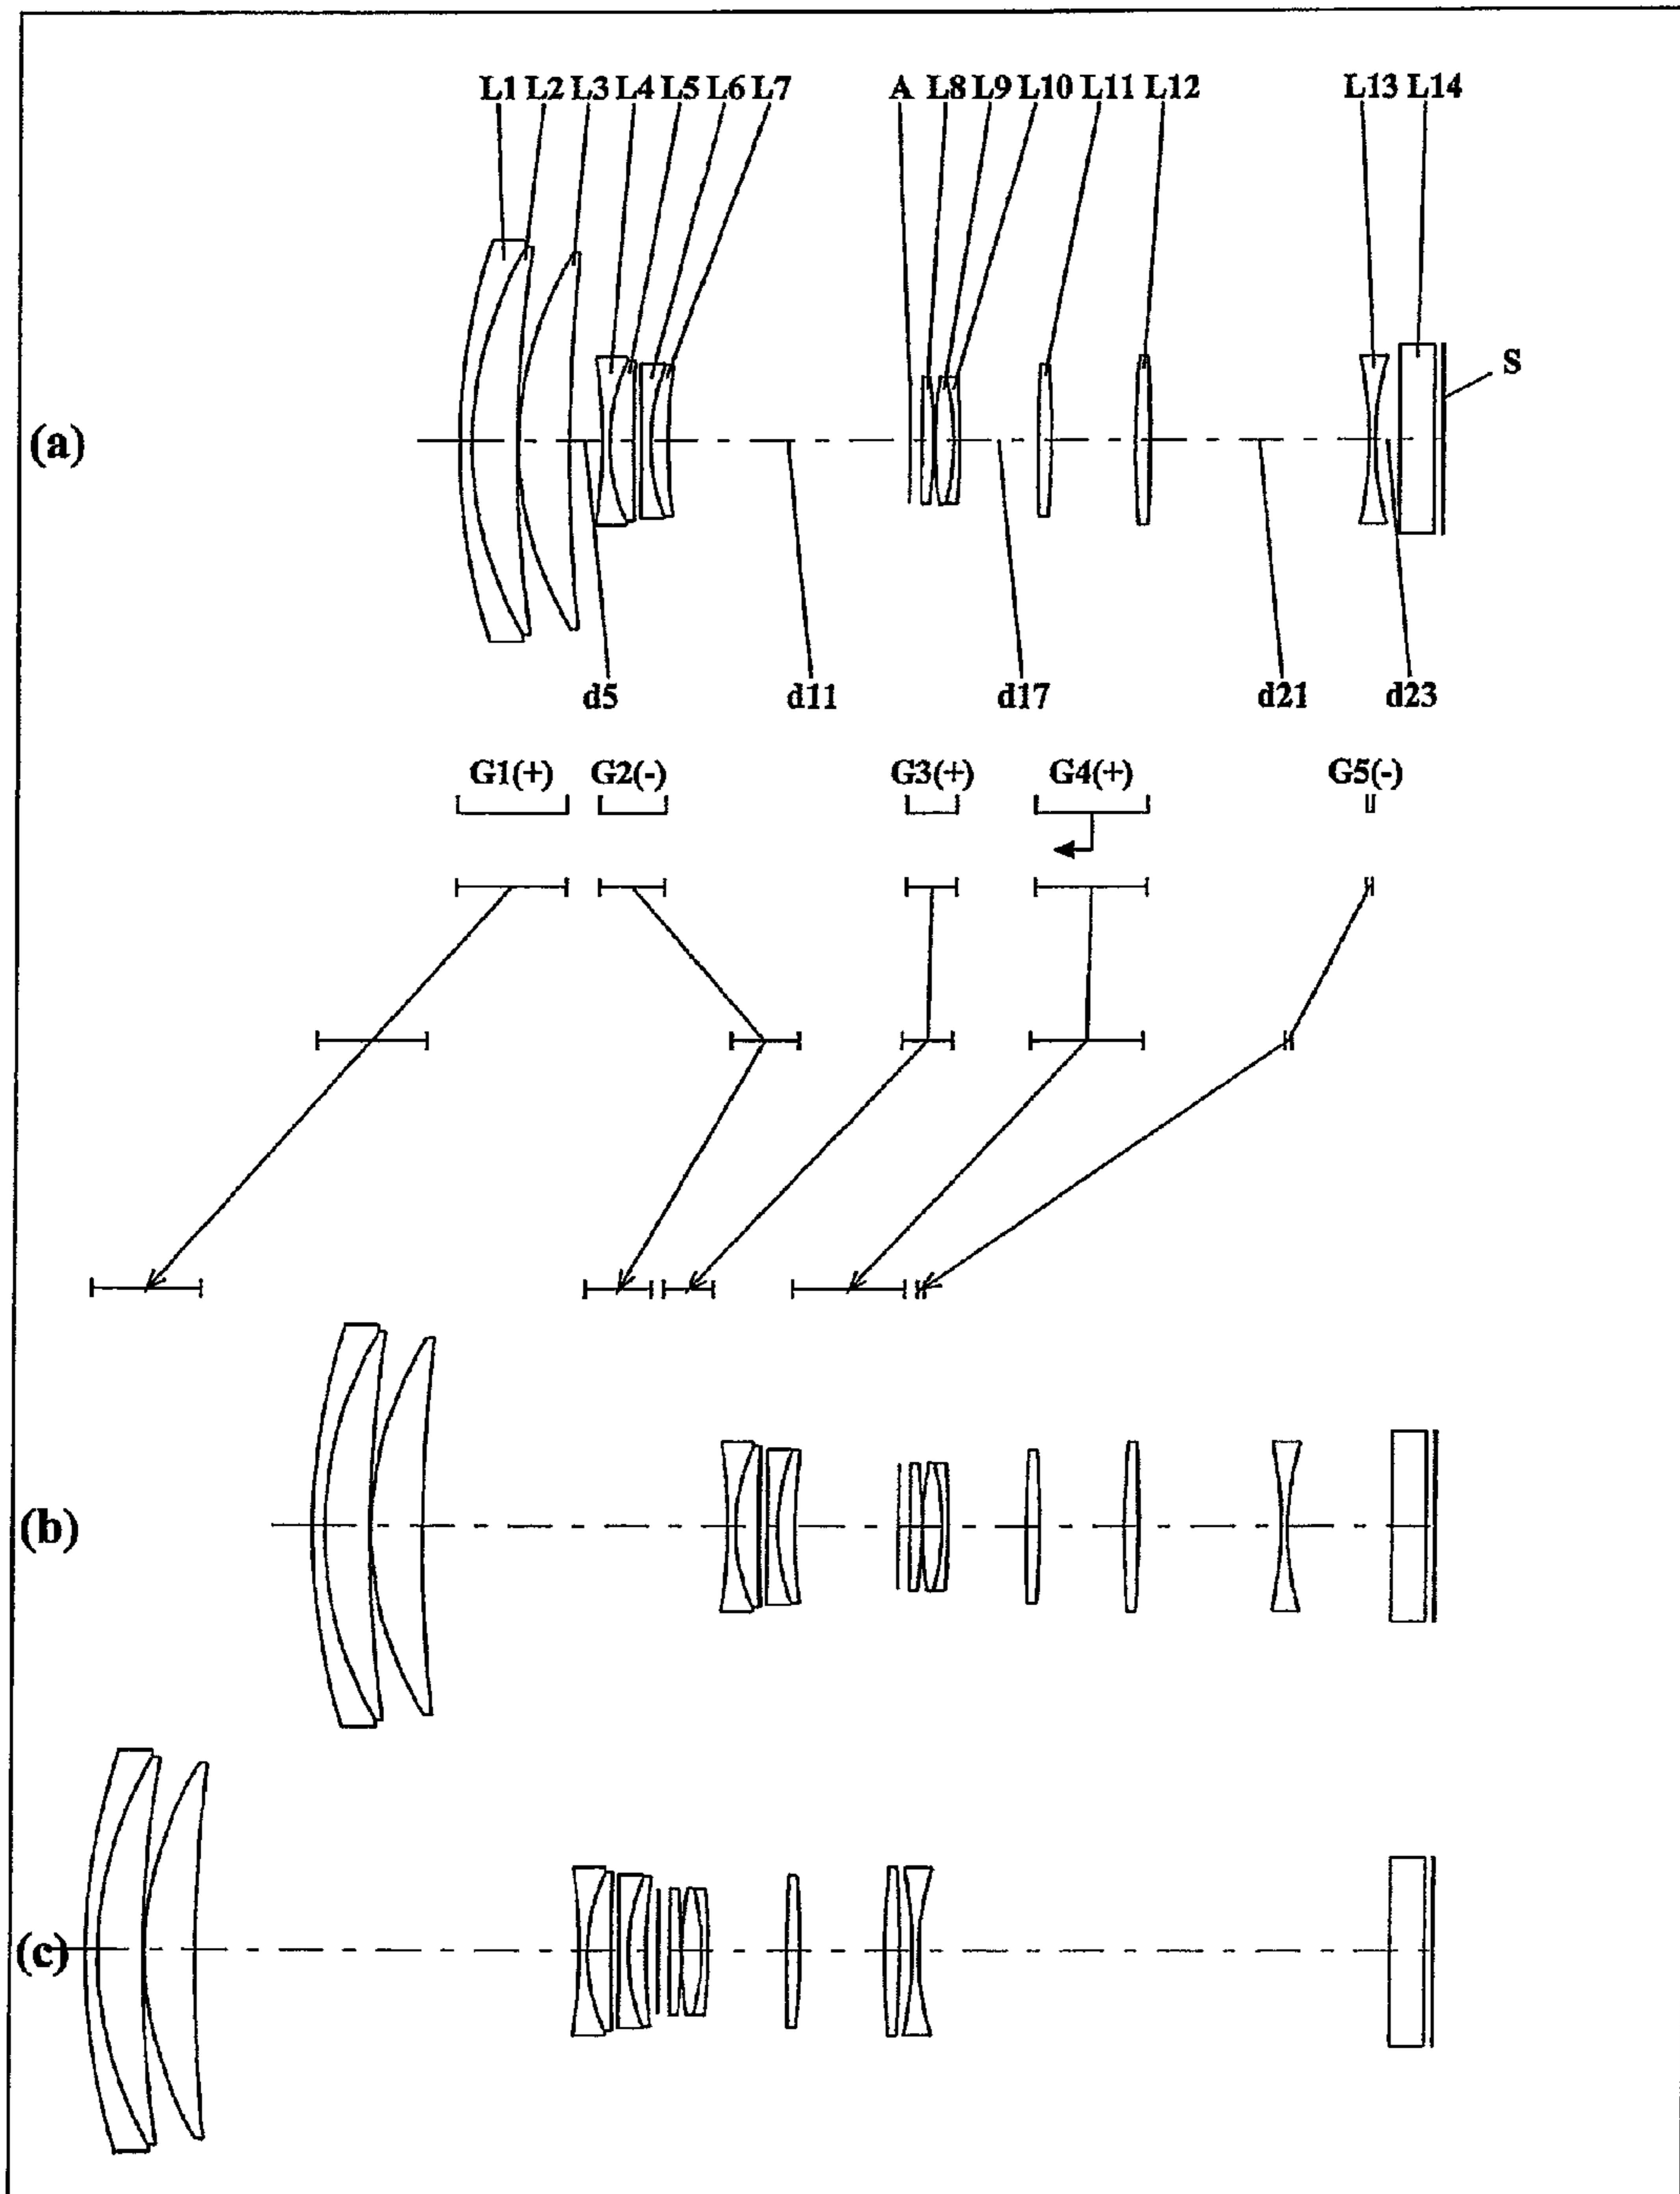 L1 L2 L3 L4 L5 L6 L7 A L8 L9 L10 L11 L12 L13 L14
S
(a)
d5 d11 d17 d21 d23
G1(+) G2(-) G3(+) G4(+) G5(-)
(b)
(c)